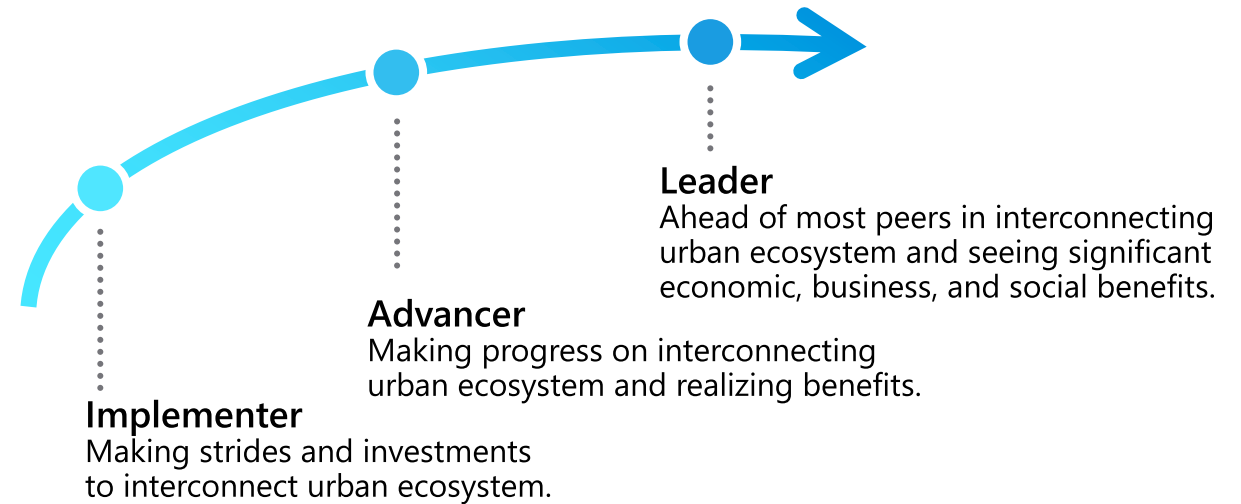 Leader
Ahead of most peers in interconnecting
urban ecosystem and seeing significant
economic, business, and social benefits.
Advancer
Making progress on interconnecting
urban ecosystem and realizing benefits.
Implementer
Making strides and investments
to interconnect urban ecosystem.